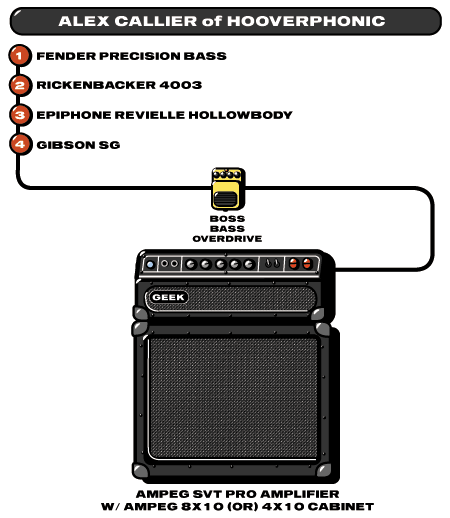 ALEX CALLIER of HOOVERPHONIC
1 FENDER PRECISION BASS
2 RICKENBACKER 4003
3 EPIPHONE REVIELLE HOLLOWBODY
4 GIBSON SG
BOSS
BASS
OVERDRIVE
GEEK
AMPEG SVT PRO AMPLIFIER
W/ AMPEG 8X10 (OR) 4X10 CABINET